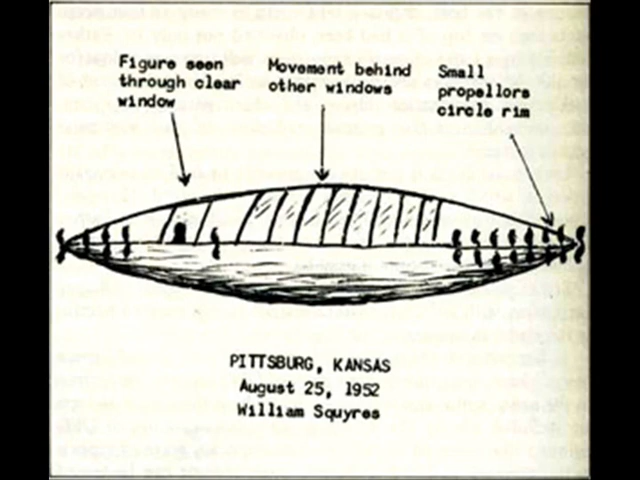 Figure seen
through clear
window
Movement behind
other windows
Small
propellors
circle rim
PITTSBURG, KANSAS
August 25, 1952
William Squyres